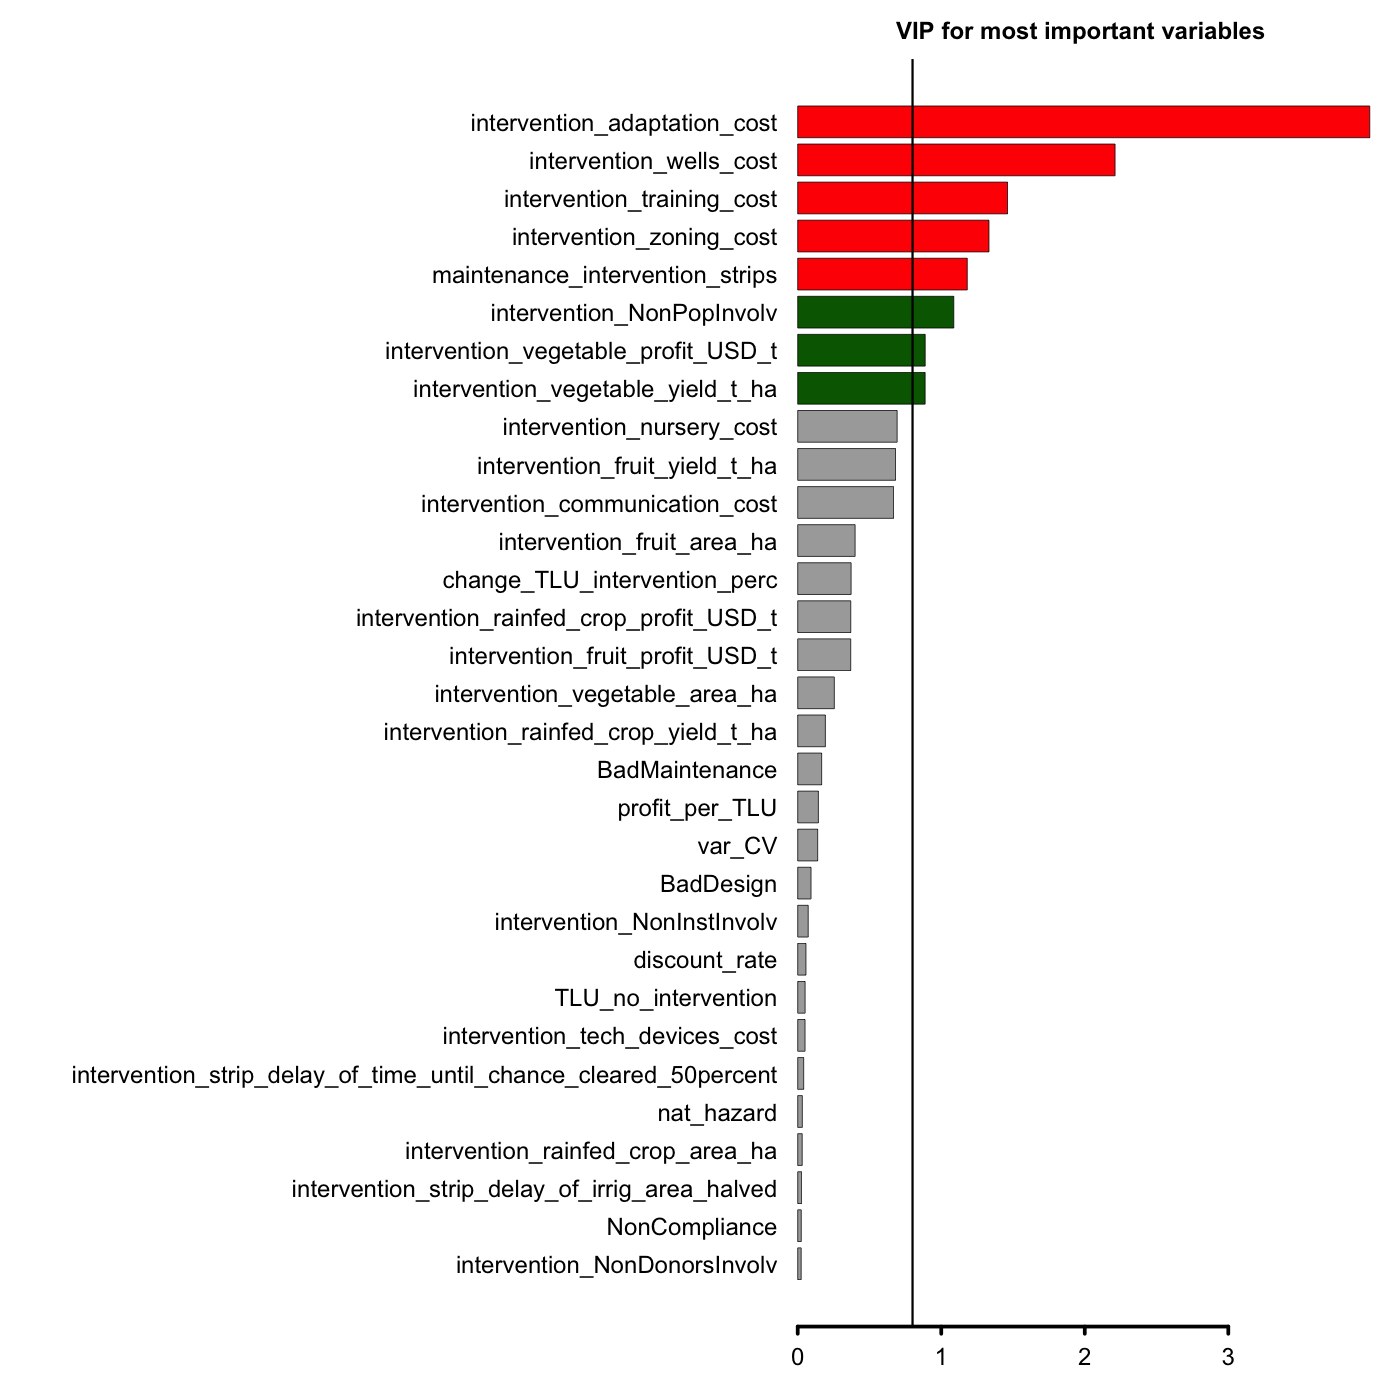 VIP for most important variables
intervention_adaptation_cost
intervention_wells_cost
intervention_training_cost
intervention_zoning_cost
maintenance_intervention_strips
intervention_NonPopInvolv
intervention_vegetable_profit_USD_t
intervention_vegetable_yield_t_ha
intervention_nursery_cost
intervention_fruit_yield_t_ha
intervention_communication_cost
intervention_fruit_area_ha
change_TLU_intervention_perc
intervention_rainfed_crop_profit_USD_t
intervention_fruit_profit_USD_t
intervention_vegetable_area_ha
intervention_rainfed_crop_yield_t_ha
BadMaintenance
profit_per_TLU
var_CV
BadDesign
intervention_NonInstInvolv
discount_rate
TLU_no_intervention
intervention_tech_devices_cost
intervention_strip_delay_of_time_until_chance_cleared_50percent
nat_hazard
intervention_rainfed_crop_area_ha
intervention_strip_delay_of_irrig_area_halved
NonCompliance
intervention_NonDonorsInvolv
0 1 2 3